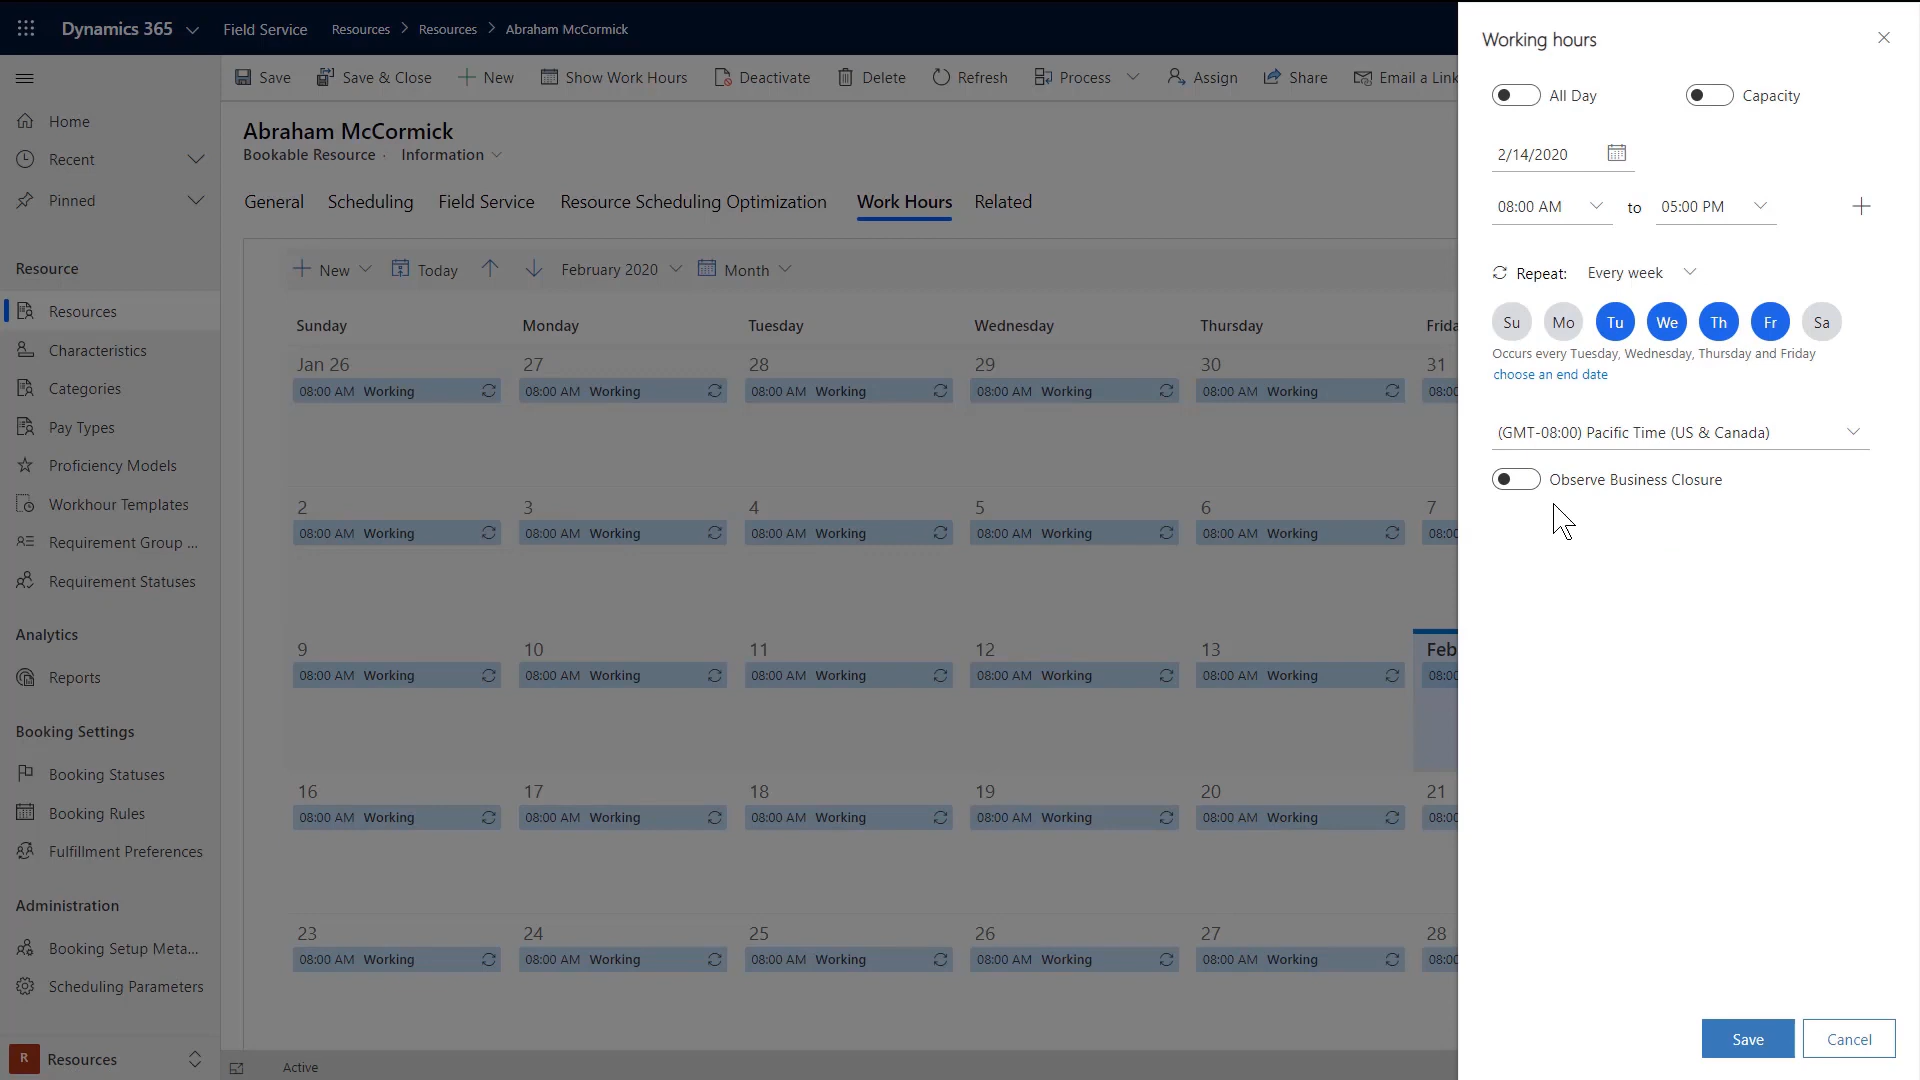 Dynamics 365 Field Service Resources > Resources > Abraham McCormick
Save Save & Close New Show Work Hours Deactivate Delete Refresh Process Assign Share Email a Link
Home
Recent
Pinned
Resource
Resources
Characteristics
Categories
Pay Types
Proficiency Models
Workhour Templates
Requirement Group ...
Requirement Statuses
Analytics
Reports
Booking Settings
Booking Statuses
Booking Rules
Fulfillment Preferences
Administration
Booking Setup Meta...
Scheduling Parameters
R Resources
Abraham McCormick
Bookable Resource · Information
General Scheduling Field Service Resource Scheduling Optimization Work Hours Related
New Today February 2020 Month
Sunday Monday Tuesday Wednesday Thursday Frida
Jan 26 27 28 29 30 31
08:00 AM Working 08:00 AM Working 08:00 AM Working 08:00 AM Working 08:00 AM Working 08:00
2 3 4 5 6 7
08:00 AM Working 08:00 AM Working 08:00 AM Working 08:00 AM Working 08:00 AM Working 08:00
9 10 11 12 13 Feb
08:00 AM Working 08:00 AM Working 08:00 AM Working 08:00 AM Working 08:00 AM Working 08:00
16 17 18 19 20 21
08:00 AM Working 08:00 AM Working 08:00 AM Working 08:00 AM Working 08:00 AM Working 08:00
23 24 25 26 27 28
08:00 AM Working 08:00 AM Working 08:00 AM Working 08:00 AM Working 08:00 AM Working 08:00
Active
Working hours
All Day Capacity
2/14/2020
08:00 AM to 05:00 PM
Repeat: Every week
Su Mo Tu We Th Fr Sa
Occurs every Tuesday, Wednesday, Thursday and Friday
choose an end date
(GMT-08:00) Pacific Time (US & Canada)
Observe Business Closure
Save Cancel